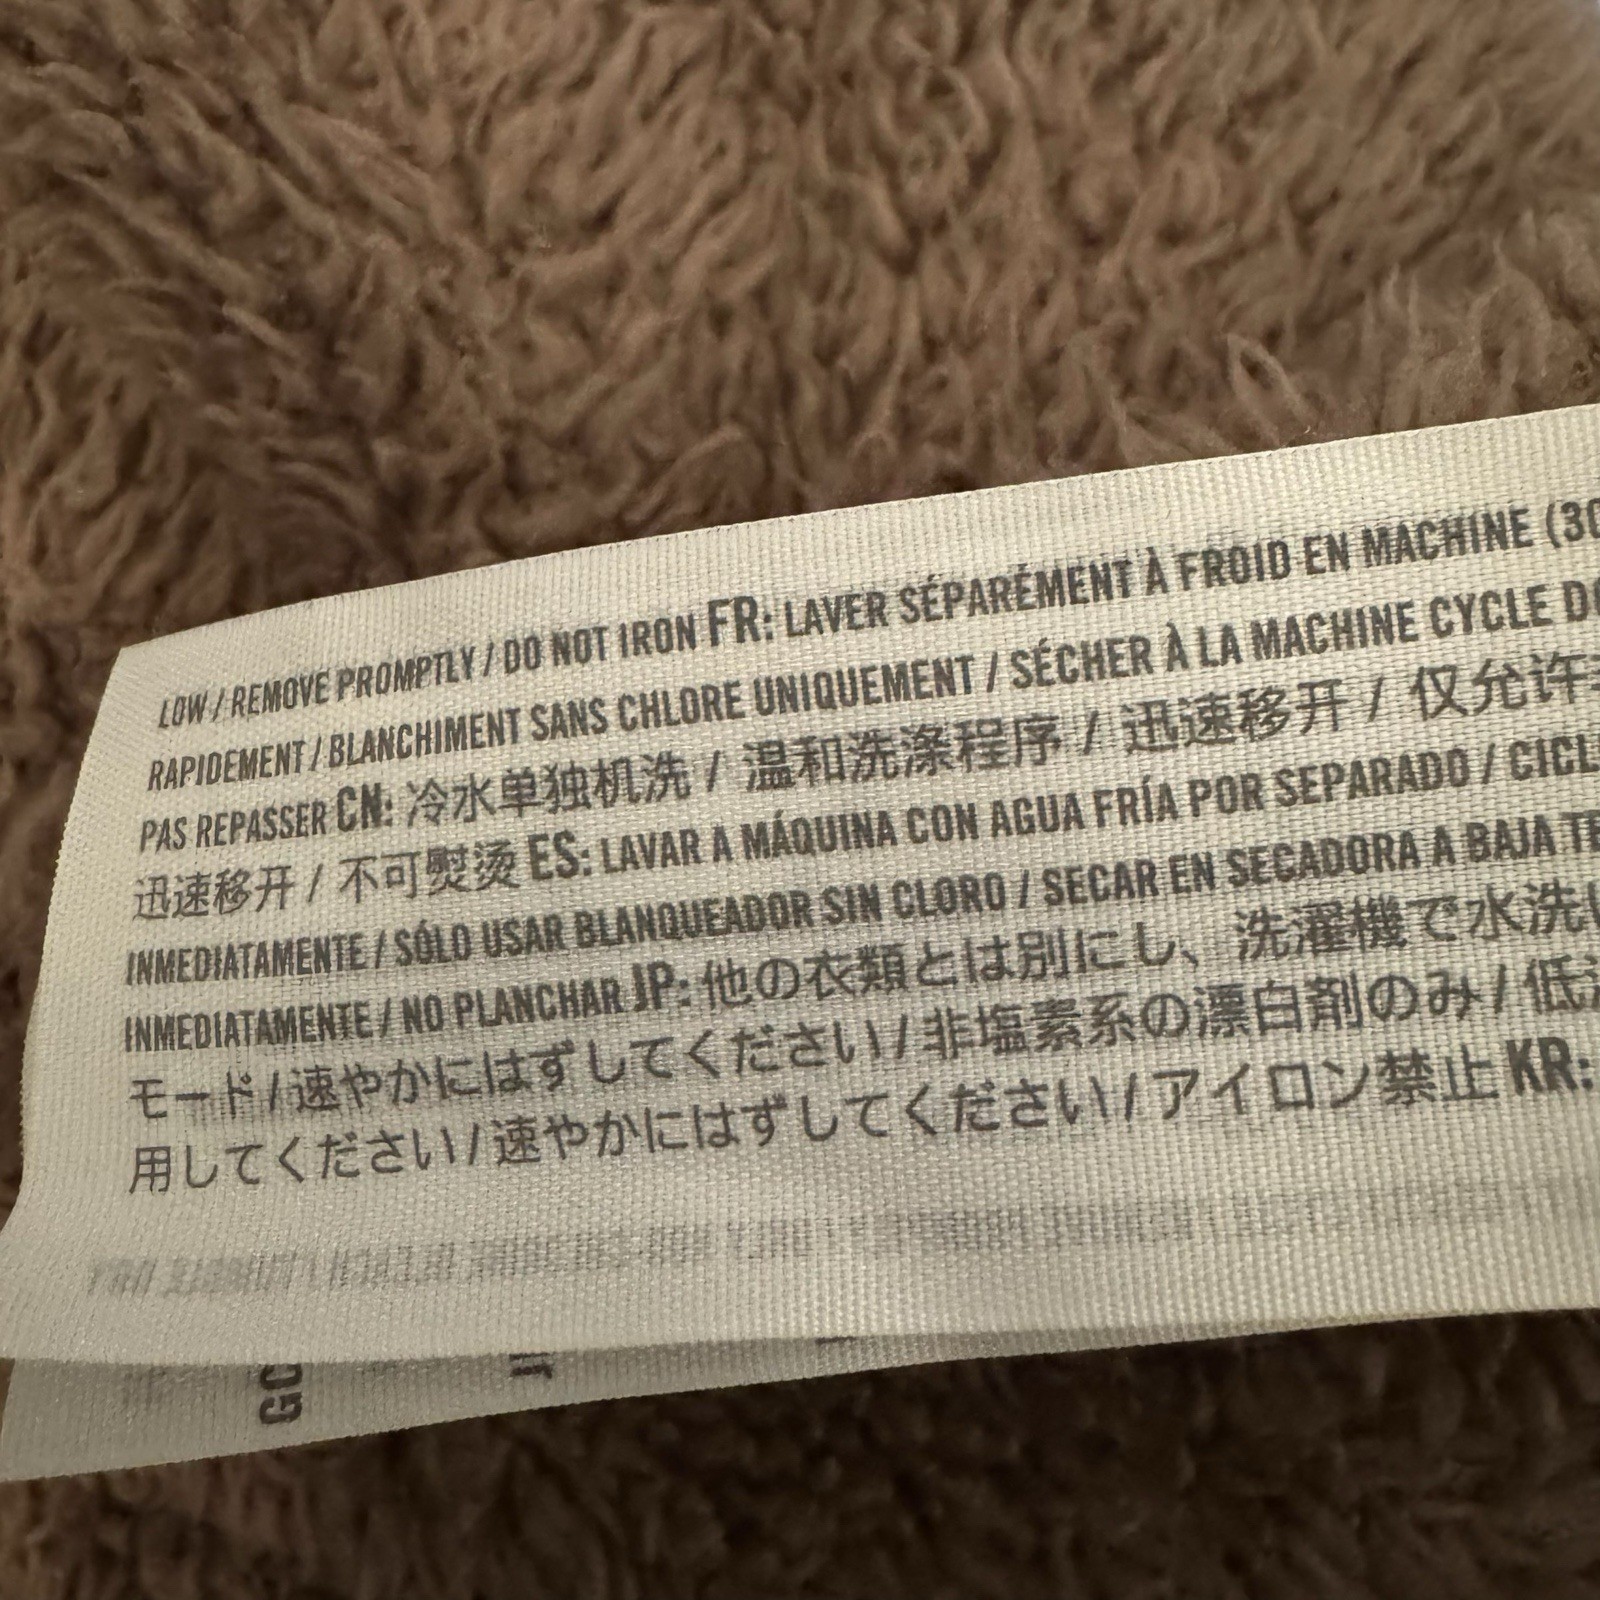 LOW / REMOVE PROMPTLY / DO NOT IRON FR: LAVER SÉPARÉMENT À FROID EN MACHINE (30
RAPIDEMENT / BLANCHIMENT SANS CHLORE UNIQUEMENT / SÉCHER À LA MACHINE CYCLE DO
PAS REPASSER CN: 冷水单独机洗 / 温和洗涤程序 / 迅速移开 / 仅允许
迅速移开 / 不可熨烫 ES: LAVAR A MÁQUINA CON AGUA FRÍA POR SEPARADO / CICL
INMEDIATAMENTE / SÓLO USAR BLANQUEADOR SIN CLORO / SECAR EN SECADORA A BAJA TE
INMEDIATAMENTE / NO PLANCHAR JP: 他の衣類とは別にし、洗濯機で水洗い
モード / 速やかにはずしてください / 非塩素系の漂白剤のみ / 低
用してください / 速やかにはずしてください / アイロン禁止 KR:
GO